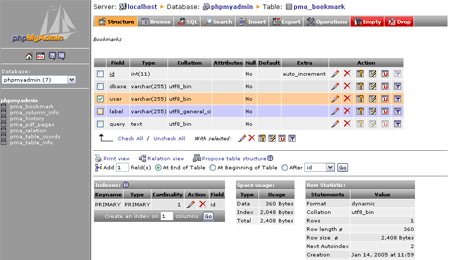 Server: localhost ▸ Database: phpmyadmin ▸ Table: pma_bookmark
Structure Browse SQL Search Insert Export Operations Empty Drop
phpMyAdmin
Bookmarks
Database:
phpmyadmin (7)
phpmyadmin
pma_bookmark
pma_column_info
pma_history
pma_pdf_pages
pma_relation
pma_table_coords
pma_table_info
Field Type Collation Attributes Null Default Extra Action
id int(11) No auto_increment
dbase varchar(255) utf8_bin No
user varchar(255) utf8_bin No
label varchar(255) utf8_general_ci No
query text utf8_bin No
Check All / Uncheck All With selected:
Print view Relation view Propose table structure
Add 1 field(s) At End of Table At Beginning of Table After id Go
Indexes:
Keyname Type Cardinality Action Field
PRIMARY PRIMARY 1 id
Create an index on 1 columns Go
Space usage:
Type Usage
Data 360 Bytes
Index 2,048 Bytes
Total 2,408 Bytes
Row Statistic:
Statements Value
Format dynamic
Collation utf8_bin
Rows 1
Row length ø 360
Row size ø 2,408 Bytes
Next Autoindex 2
Creation Jan 14, 2005 at 11:59